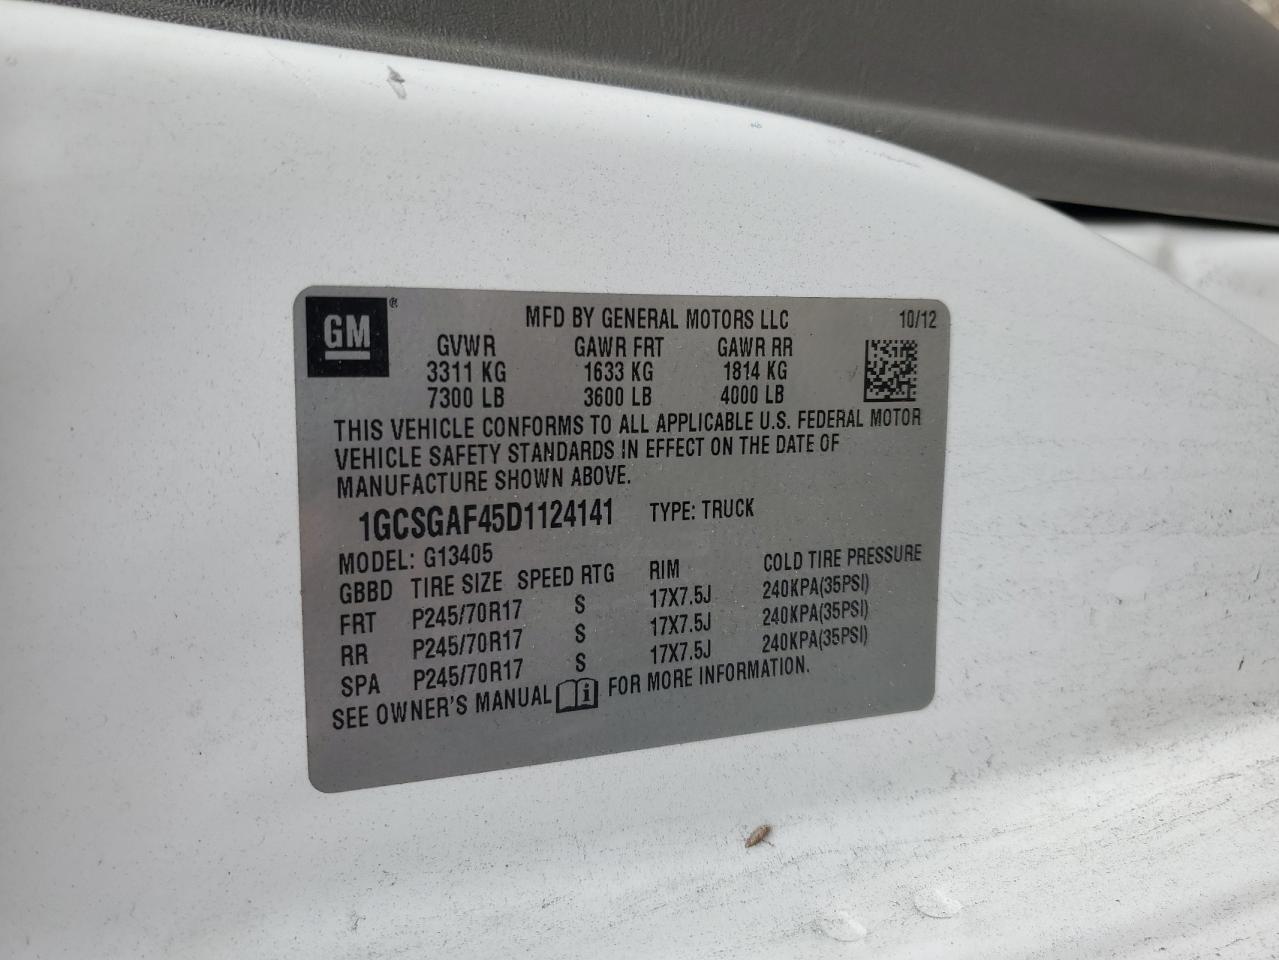 GM ®
MFD BY GENERAL MOTORS LLC 10/12
GVWR GAWR FRT GAWR RR
3311 KG 1633 KG 1814 KG
7300 LB 3600 LB 4000 LB
THIS VEHICLE CONFORMS TO ALL APPLICABLE U.S. FEDERAL MOTOR
VEHICLE SAFETY STANDARDS IN EFFECT ON THE DATE OF
MANUFACTURE SHOWN ABOVE.
1GCSGAF45D1124141 TYPE: TRUCK
MODEL: G13405
GBBD TIRE SIZE SPEED RTG RIM COLD TIRE PRESSURE
FRT P245/70R17 S 17X7.5J 240KPA(35PSI)
RR P245/70R17 S 17X7.5J 240KPA(35PSI)
SPA P245/70R17 S 17X7.5J 240KPA(35PSI)
SEE OWNER'S MANUAL i FOR MORE INFORMATION.